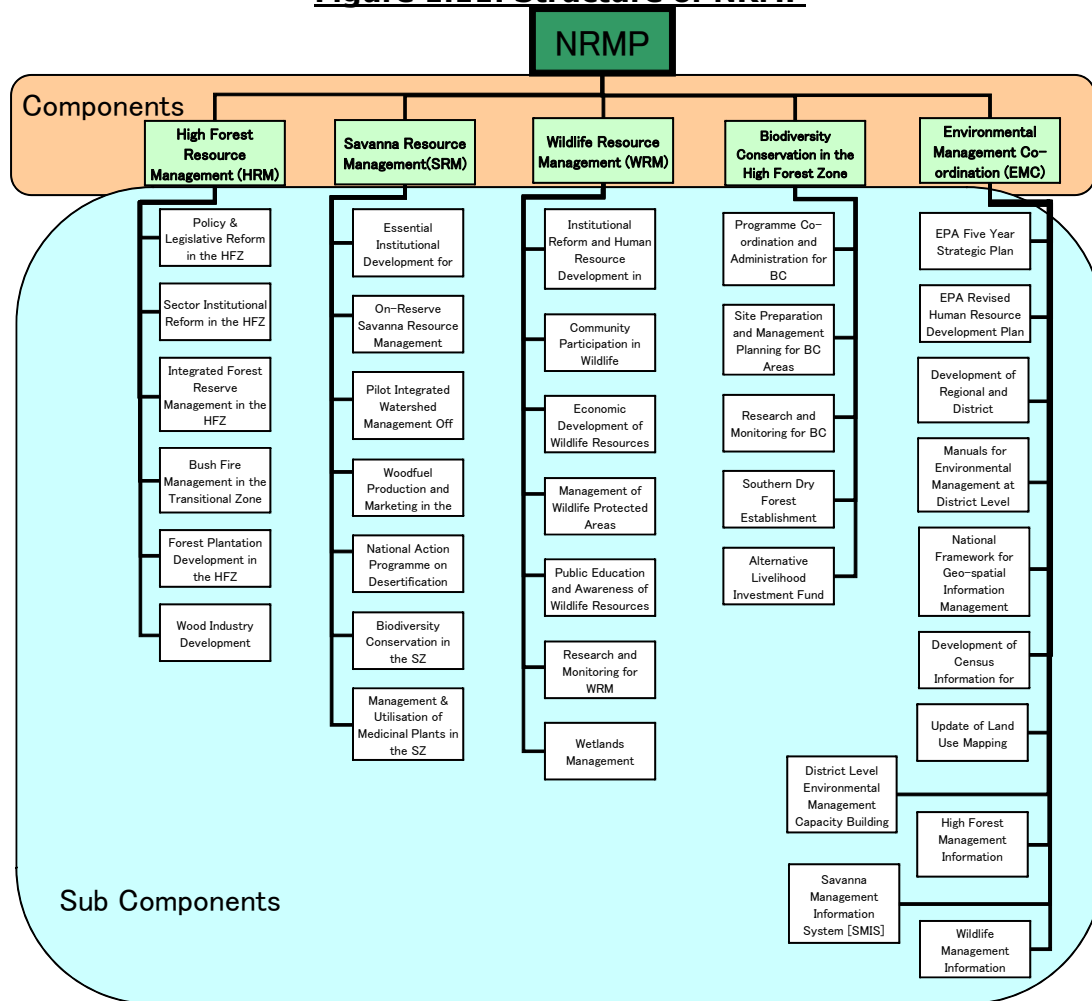 NRMP
Components
High Forest
Resource
Management (HRM)
Savanna Resource
Management(SRM)
Wildlife Resource
Management (WRM)
Biodiversity
Conservation in the
High Forest Zone
Environmental
Management Co-
ordination (EMC)
Policy &
Legislative Reform
in the HFZ
Sector Institutional
Reform in the HFZ
Integrated Forest
Reserve
Management in the
HFZ
Bush Fire
Management in the
Transitional Zone
Forest Plantation
Development in
the HFZ
Wood Industry
Development
Essential
Institutional
Development for
On-Reserve
Savanna Resource
Management
Pilot Integrated
Watershed
Management Off
Woodfuel
Production and
Marketing in the
National Action
Programme on
Desertification
Biodiversity
Conservation in
the SZ
Management &
Utilisation of
Medicinal Plants in
the SZ
Institutional
Reform and Human
Resource
Development in
Community
Participation in
Wildlife
Economic
Development of
Wildlife Resources
Management of
Wildlife Protected
Areas
Public Education
and Awareness of
Wildlife Resources
Research and
Monitoring for
WRM
Wetlands
Management
Programme Co-
ordination and
Administration for
BC
Site Preparation
and Management
Planning for BC
Areas
Research and
Monitoring for BC
Southern Dry
Forest
Establishment
Alternative
Livelihood
Investment Fund
EPA Five Year
Strategic Plan
EPA Revised
Human Resource
Development Plan
Development of
Regional and
District
Manuals for
Environmental
Management at
District Level
National
Framework for
Geo-spatial
Information
Management
Development of
Census
Information for
Update of Land
Use Mapping
District Level
Environmental
Management
Capacity Building
High Forest
Management
Information
Savanna
Management
Information
System [SMIS]
Wildlife
Management
Information
Sub Components